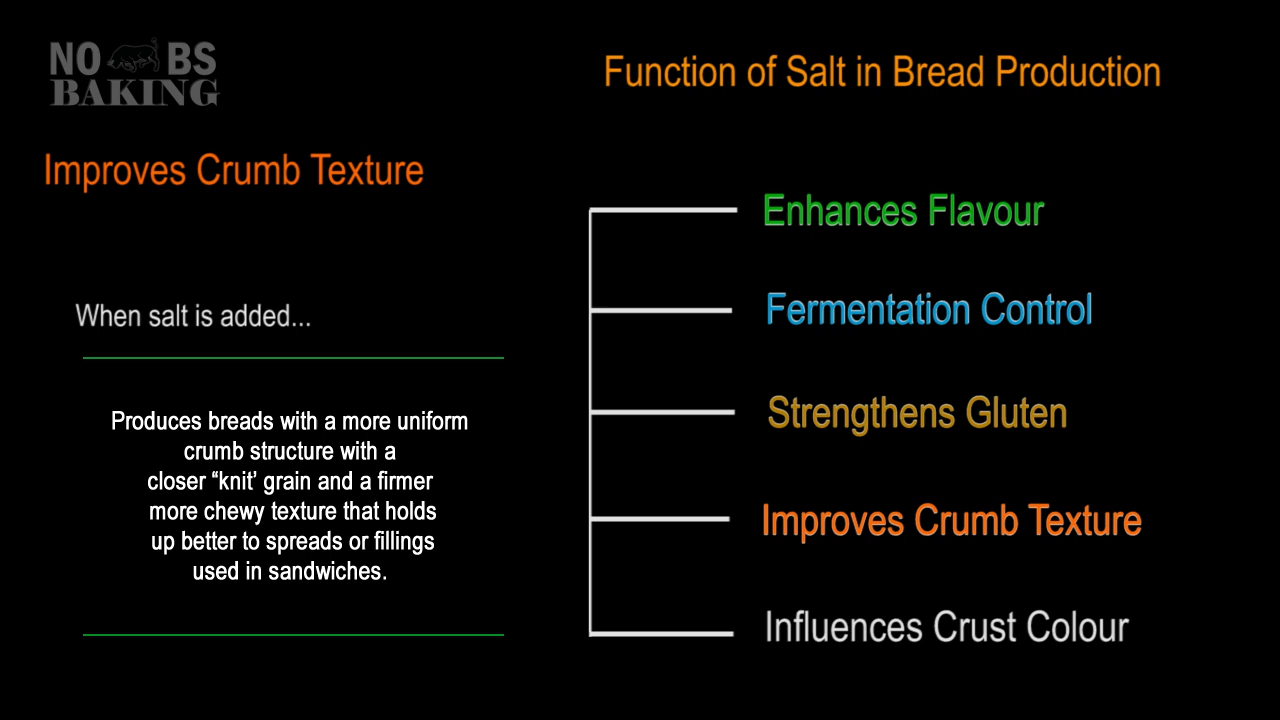 NO BS
BAKING
Function of Salt in Bread Production
Improves Crumb Texture
When salt is added...
Produces breads with a more uniform
crumb structure with a
closer “knit’ grain and a firmer
more chewy texture that holds
up better to spreads or fillings
used in sandwiches.
Enhances Flavour
Fermentation Control
Strengthens Gluten
Improves Crumb Texture
Influences Crust Colour